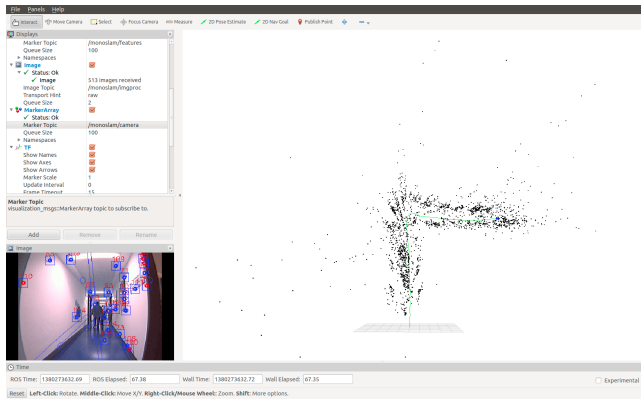 File Panels Help
Interact Move Camera Select Focus Camera Measure 2D Pose Estimate 2D Nav Goal Publish Point
Displays
Marker Topic /monoslam/features
Queue Size 100
Namespaces
Image
Status: Ok
Image 513 images received
Image Topic /monoslam/imgproc
Transport Hint raw
Queue Size 2
MarkerArray
Status: Ok
Marker Topic /monoslam/camera
Queue Size 100
Namespaces
TF
Show Names
Show Axes
Show Arrows
Marker Scale 1
Update Interval 0
Frame Timeout 15
Marker Topic
visualization_msgs::MarkerArray topic to subscribe to.
Add Remove Rename
Image
Time
ROS Time: 1380273632.69 ROS Elapsed: 67.38 Wall Time: 1380273632.72 Wall Elapsed: 67.35 Experimental
Reset Left-Click: Rotate. Middle-Click: Move X/Y. Right-Click/Mouse Wheel: Zoom. Shift: More options.